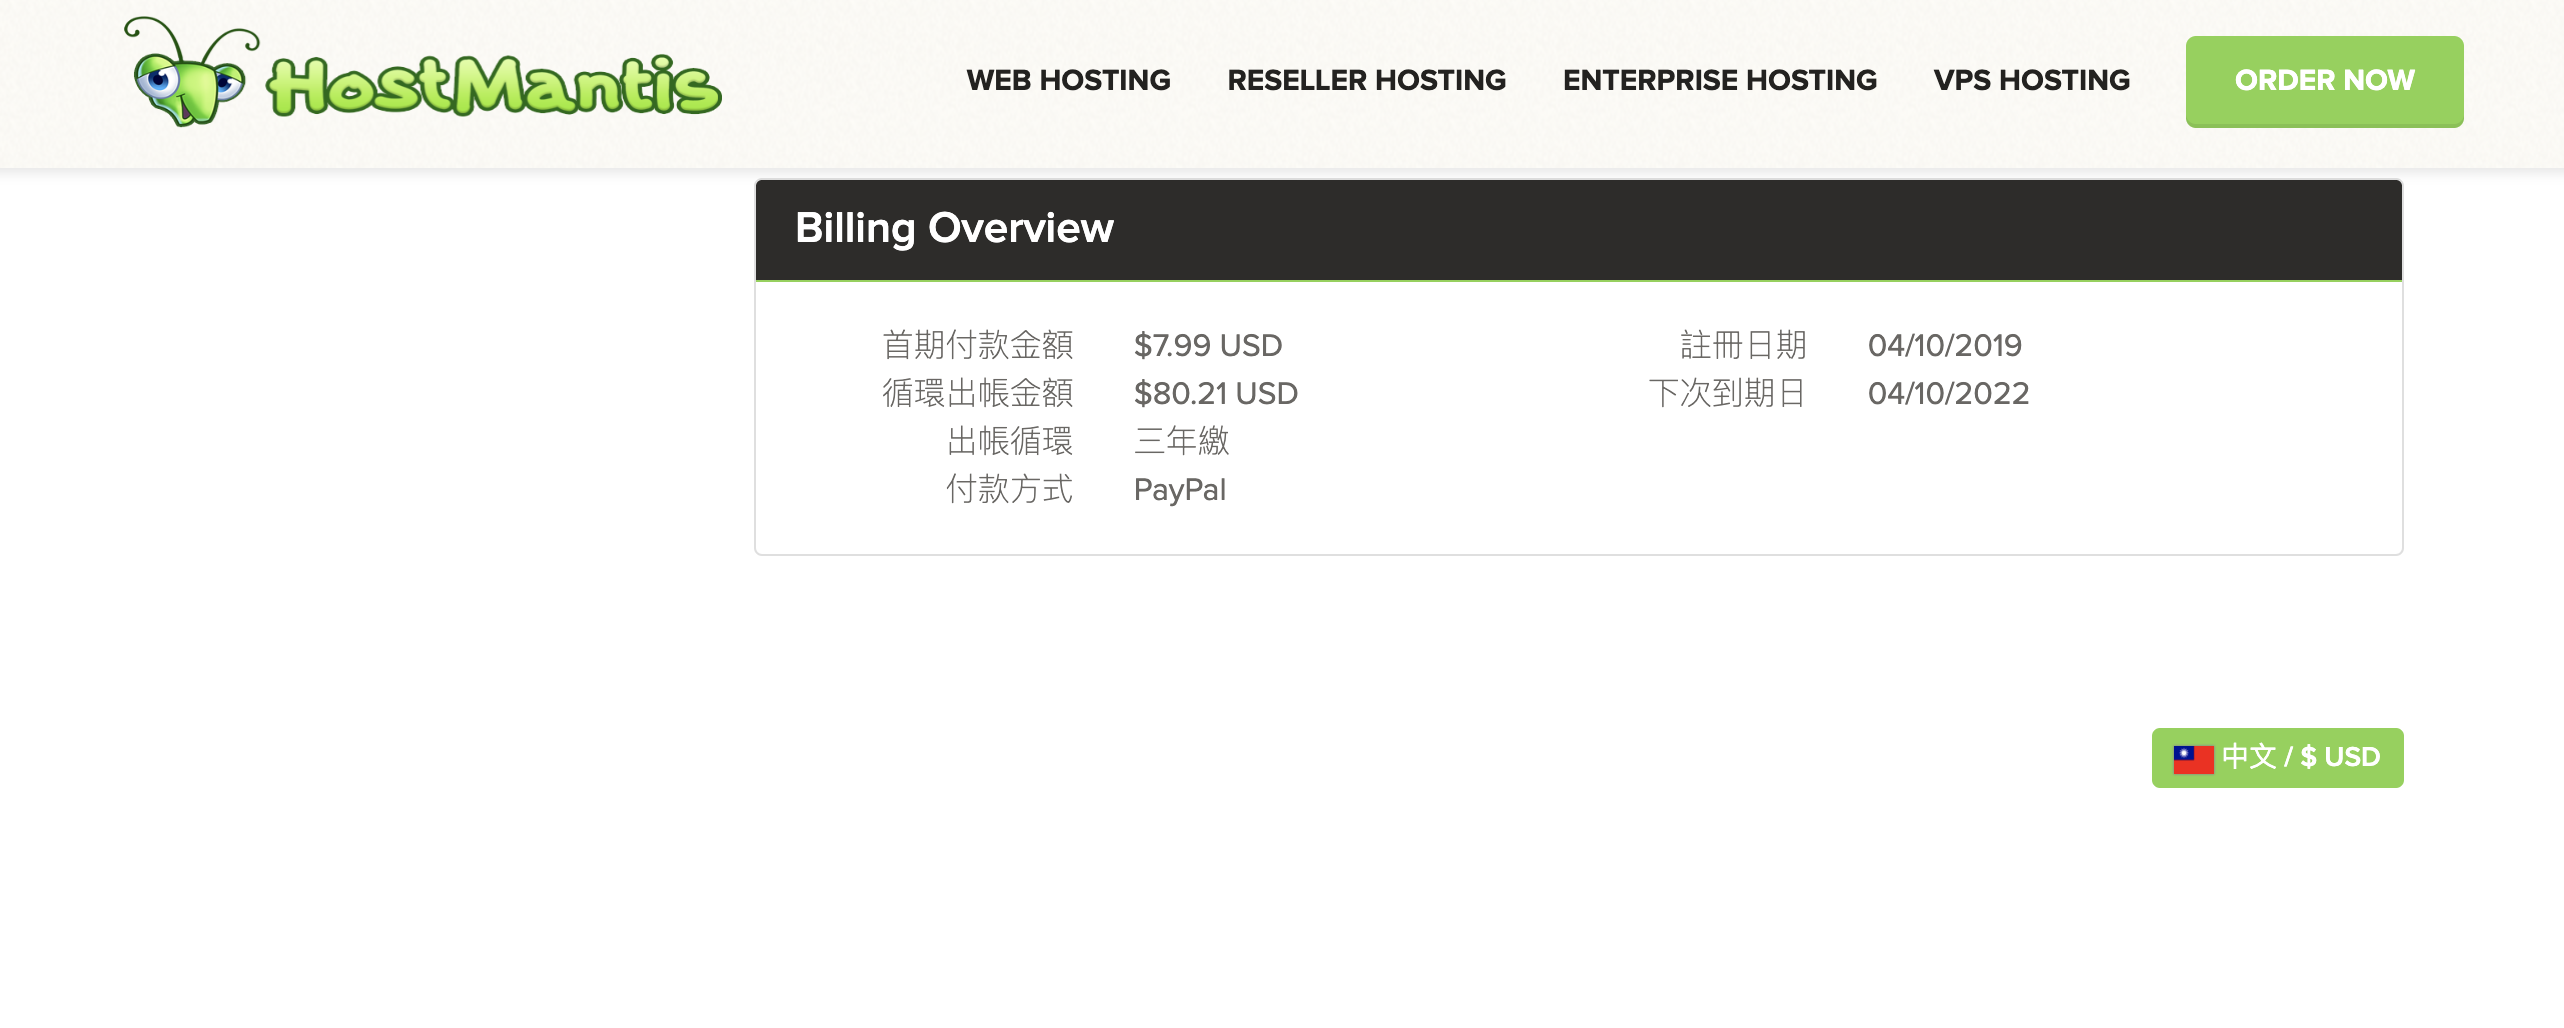 HostMantis
WEB HOSTING
RESELLER HOSTING
ENTERPRISE HOSTING
VPS HOSTING
ORDER NOW
Billing Overview
首期付款金額 $7.99 USD
循環出帳金額 $80.21 USD
出帳循環 三年繳
付款方式 PayPal
註冊日期 04/10/2019
下次到期日 04/10/2022
中文 / $ USD